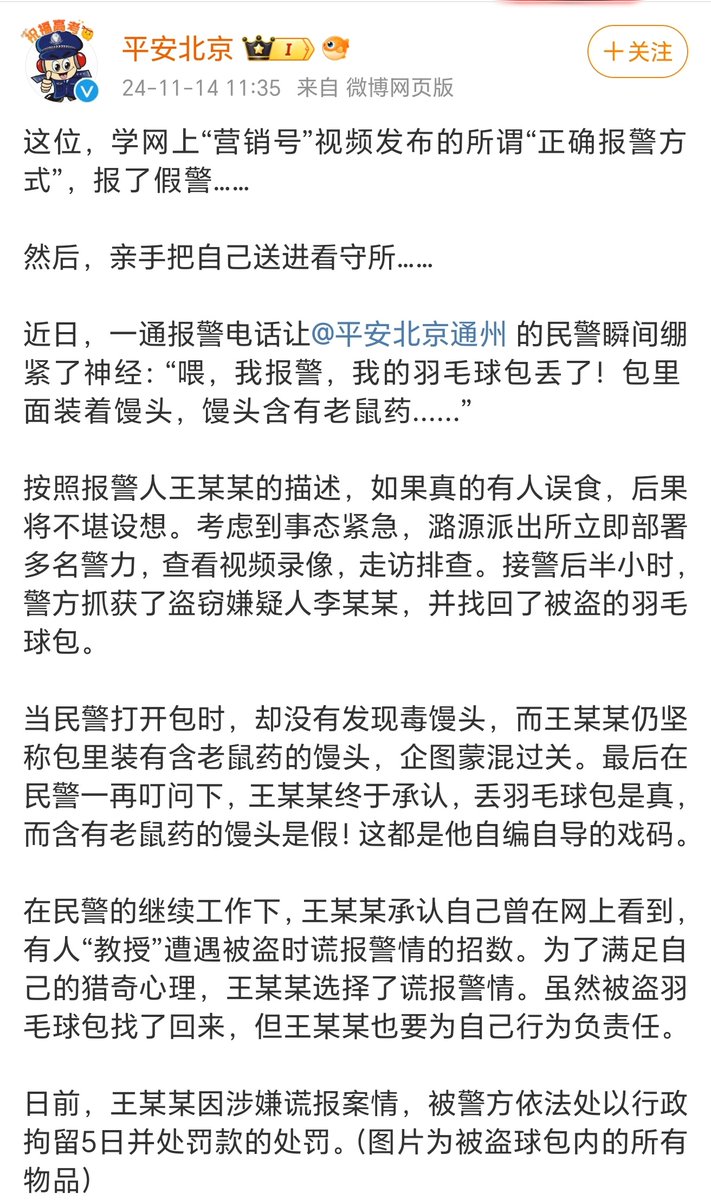 祝福高考
平安北京
I
24-11-14 11:35 来自 微博网页版
+关注
这位，学网上“营销号”视频发布的所谓“正确报警方
式”，报了假警……
然后，亲手把自己送进看守所……
近日，一通报警电话让@平安北京通州 的民警瞬间绷
紧了神经：“喂，我报警，我的羽毛球包丢了！包里
面装着馒头，馒头含有老鼠药......”
按照报警人王某某的描述，如果真的有人误食，后果
将不堪设想。考虑到事态紧急，潞源派出所立即部署
多名警力，查看视频录像，走访排查。接警后半小时，
警方抓获了盗窃嫌疑人李某某，并找回了被盗的羽毛
球包。
当民警打开包时，却没有发现毒馒头，而王某某仍坚
称包里装有含老鼠药的馒头，企图蒙混过关。最后在
民警一再叮问下，王某某终于承认，丢羽毛球包是真，
而含有老鼠药的馒头是假！这都是他自编自导的戏码。
在民警的继续工作下，王某某承认自己曾在网上看到，
有人“教授”遭遇被盗时谎报警情的招数。为了满足自
己的猎奇心理，王某某选择了谎报警情。虽然被盗羽
毛球包找了回来，但王某某也要为自己行为负责任。
日前，王某某因涉嫌谎报案情，被警方依法处以行政
拘留5日并处罚款的处罚。（图片为被盗球包内的所有
物品）